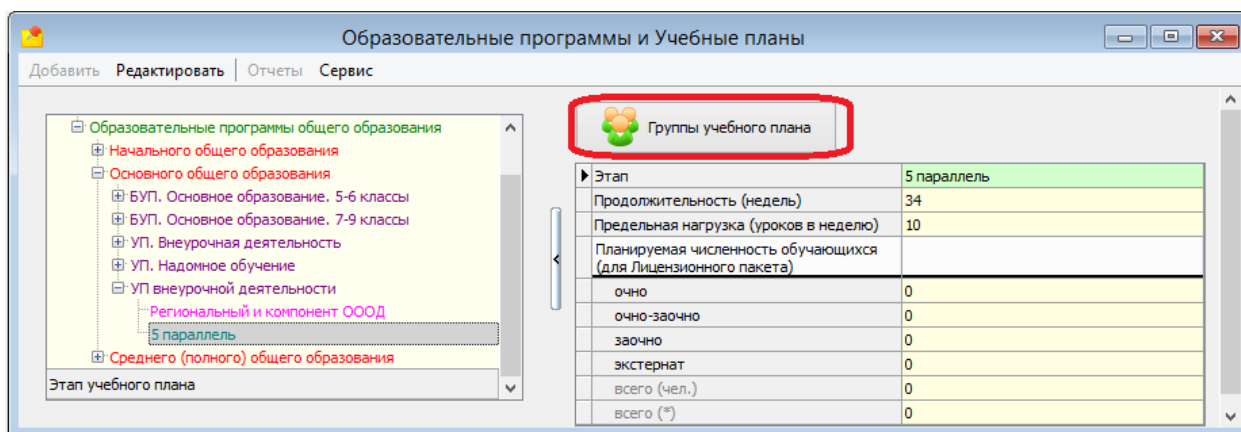 Образовательные программы и Учебные планы
Добавить Редактировать Отчеты Сервис
Образовательные программы общего образования
Начального общего образования
Основного общего образования
БУП. Основное образование. 5-6 классы
БУП. Основное образование. 7-9 классы
УП. Внеурочная деятельность
УП. Надомное обучение
УП внеурочной деятельности
Региональный и компонент ОООД
5 параллель
Среднего (полного) общего образования
Этап учебного плана
Группы учебного плана
Этап 5 параллель
Продолжительность (недель) 34
Предельная нагрузка (уроков в неделю) 10
Планируемая численность обучающихся
(для Лицензионного пакета)
очно 0
очно-заочно 0
заочно 0
экстернат 0
всего (чел.) 0
всего (*) 0